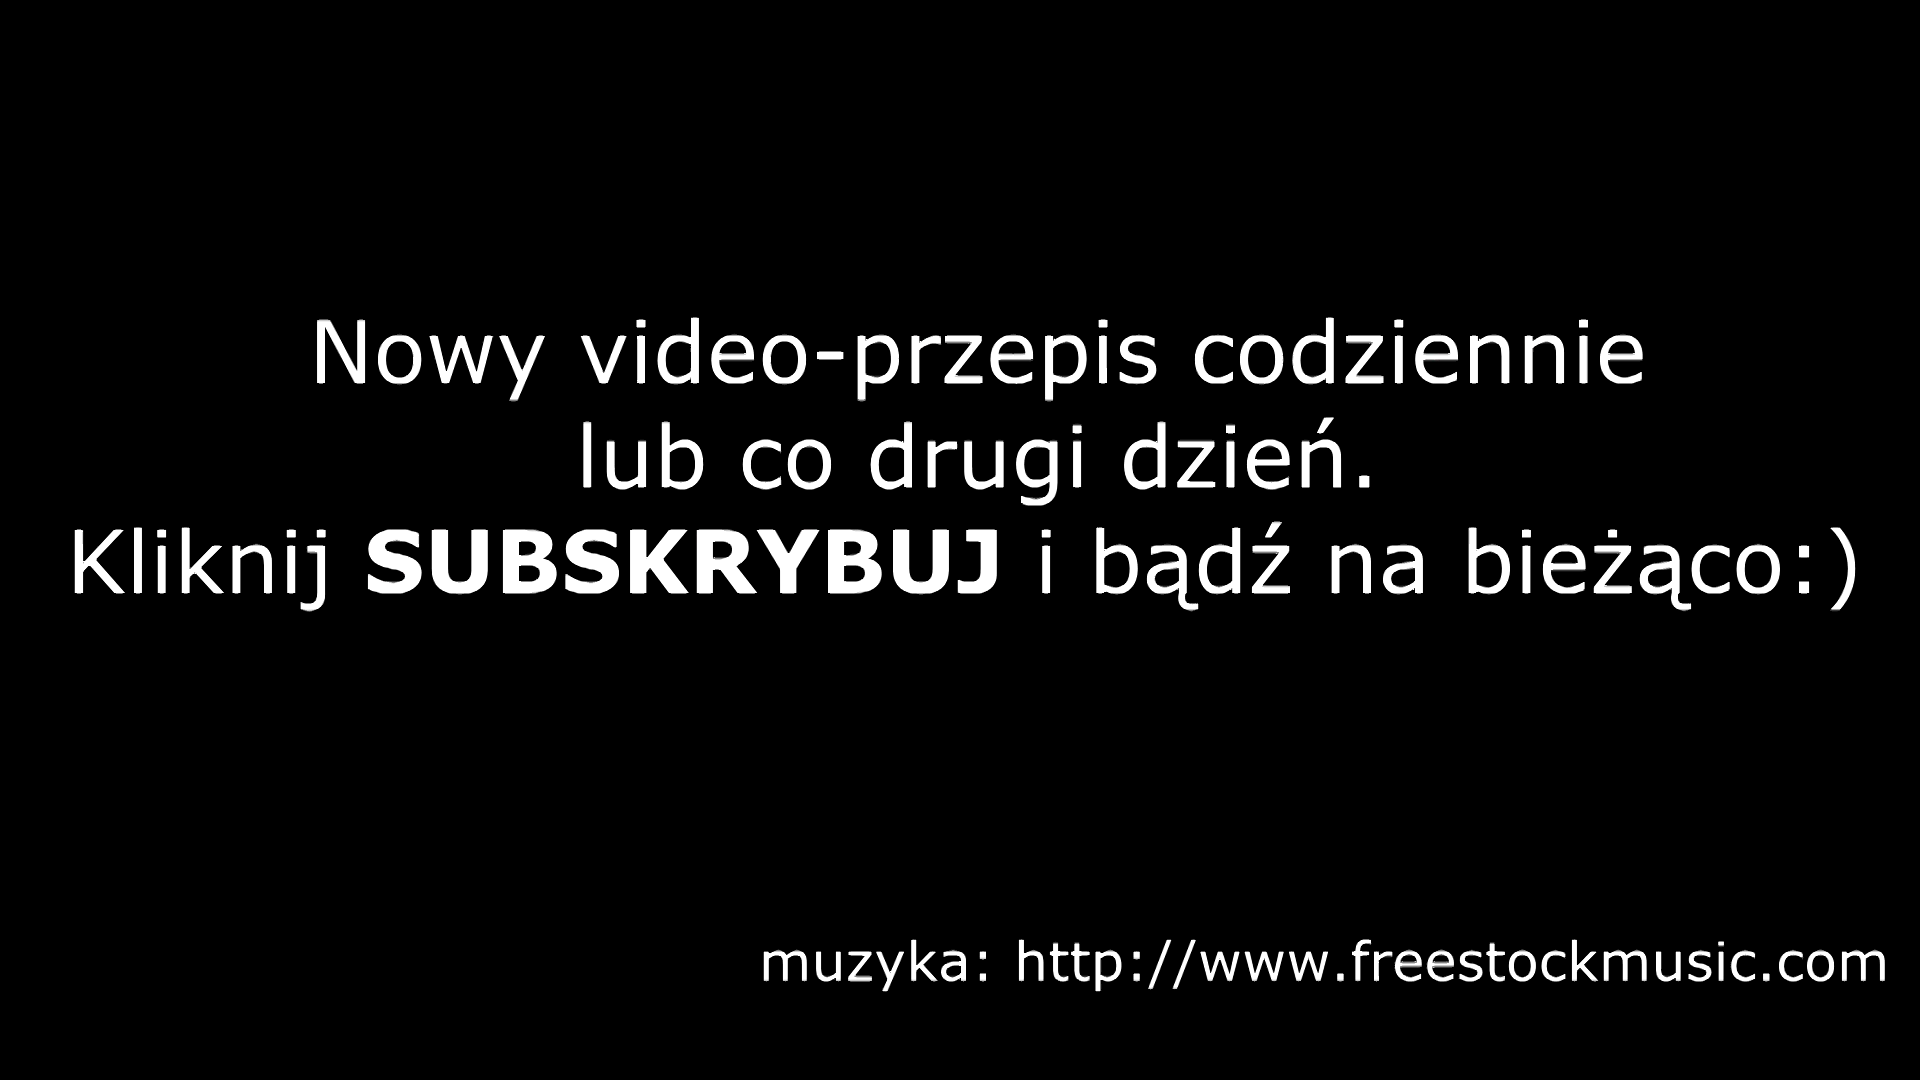 Nowy video-przepis codziennie
lub co drugi dzień.
Kliknij SUBSKRYBUJ i bądź na bieżąco:)
muzyka: http://www.freestockmusic.com